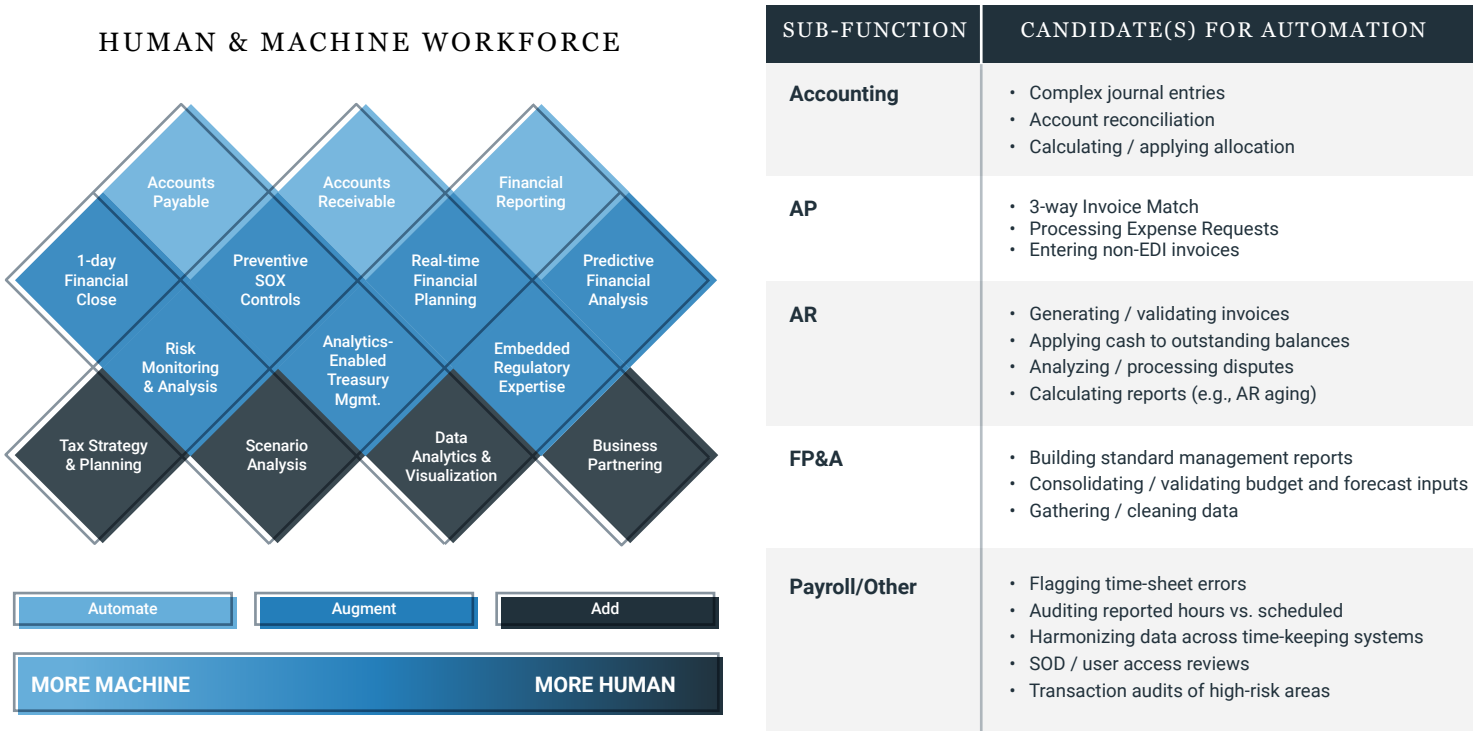 HUMAN & MACHINE WORKFORCE
Accounts
Payable
Accounts
Receivable
Financial
Reporting
1-day
Financial
Close
Preventive
SOX
Controls
Real-time
Financial
Planning
Predictive
Financial
Analysis
Risk
Monitoring
& Analysis
Analytics-
Enabled
Treasury
Mgmt.
Embedded
Regulatory
Expertise
Tax Strategy
& Planning
Scenario
Analysis
Data
Analytics &
Visualization
Business
Partnering
Automate
Augment
Add
MORE MACHINE
MORE HUMAN
SUB-FUNCTION
CANDIDATE(S) FOR AUTOMATION
Accounting
• Complex journal entries
• Account reconciliation
• Calculating / applying allocation
AP
• 3-way Invoice Match
• Processing Expense Requests
• Entering non-EDI invoices
AR
• Generating / validating invoices
• Applying cash to outstanding balances
• Analyzing / processing disputes
• Calculating reports (e.g., AR aging)
FP&A
• Building standard management reports
• Consolidating / validating budget and forecast inputs
• Gathering / cleaning data
Payroll/Other
• Flagging time-sheet errors
• Auditing reported hours vs. scheduled
• Harmonizing data across time-keeping systems
• SOD / user access reviews
• Transaction audits of high-risk areas